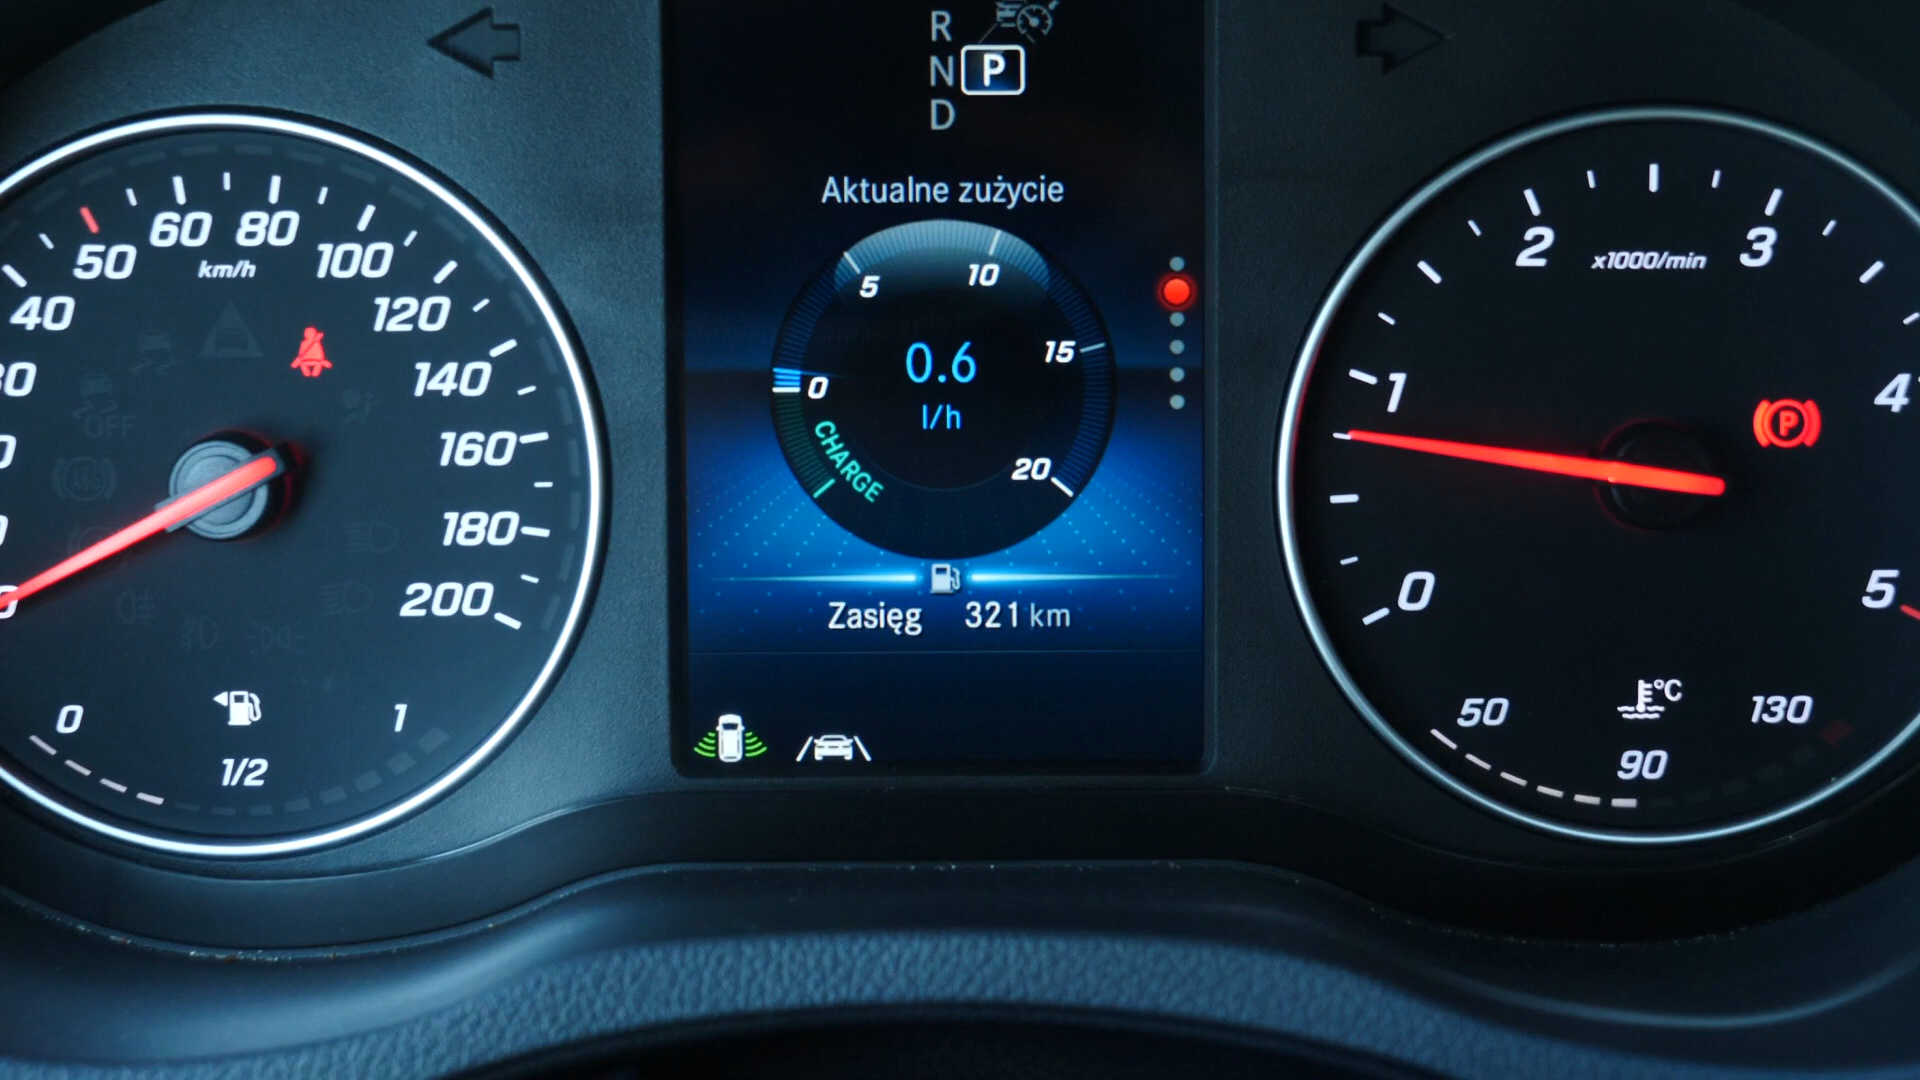 R
N P
D
Aktualne zużycie
5 10 15 20
0
0.6
l/h
CHARGE
Zasięg 321 km
40 50 60 80 100 120 140 160 180 200
km/h
OFF
0 1/2 1
0 1 2 3 4 5
x1000/min
P
°C
50 90 130